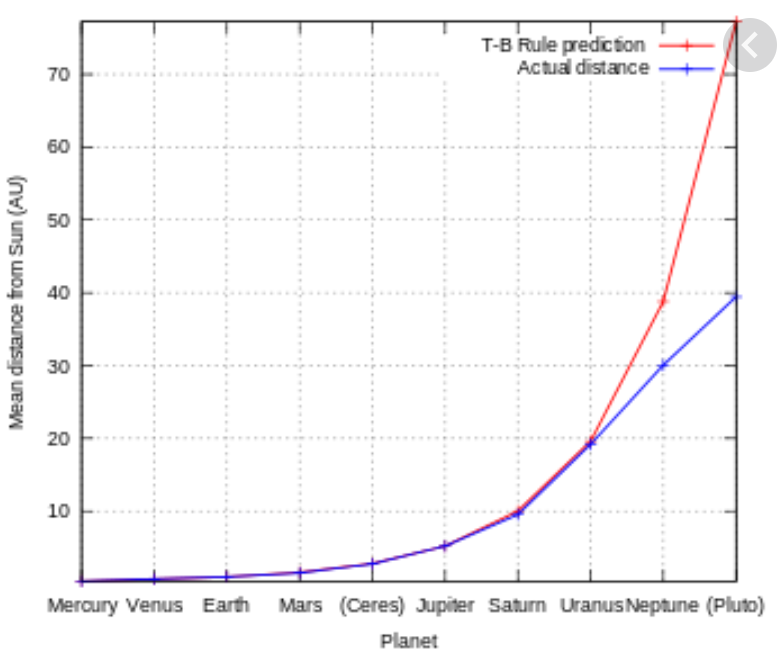 T-B Rule prediction
Actual distance
70
60
50
40
30
20
10
Mean distance from Sun (AU)
Mercury Venus Earth Mars (Ceres) Jupiter Saturn Uranus Neptune (Pluto)
Planet